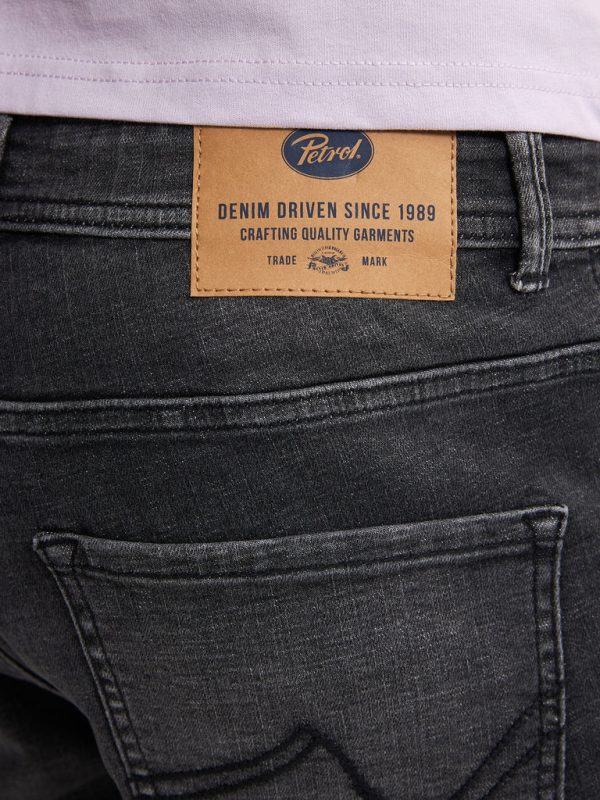 Petrol®
DENIM DRIVEN SINCE 1989
CRAFTING QUALITY GARMENTS
TRADE MARK